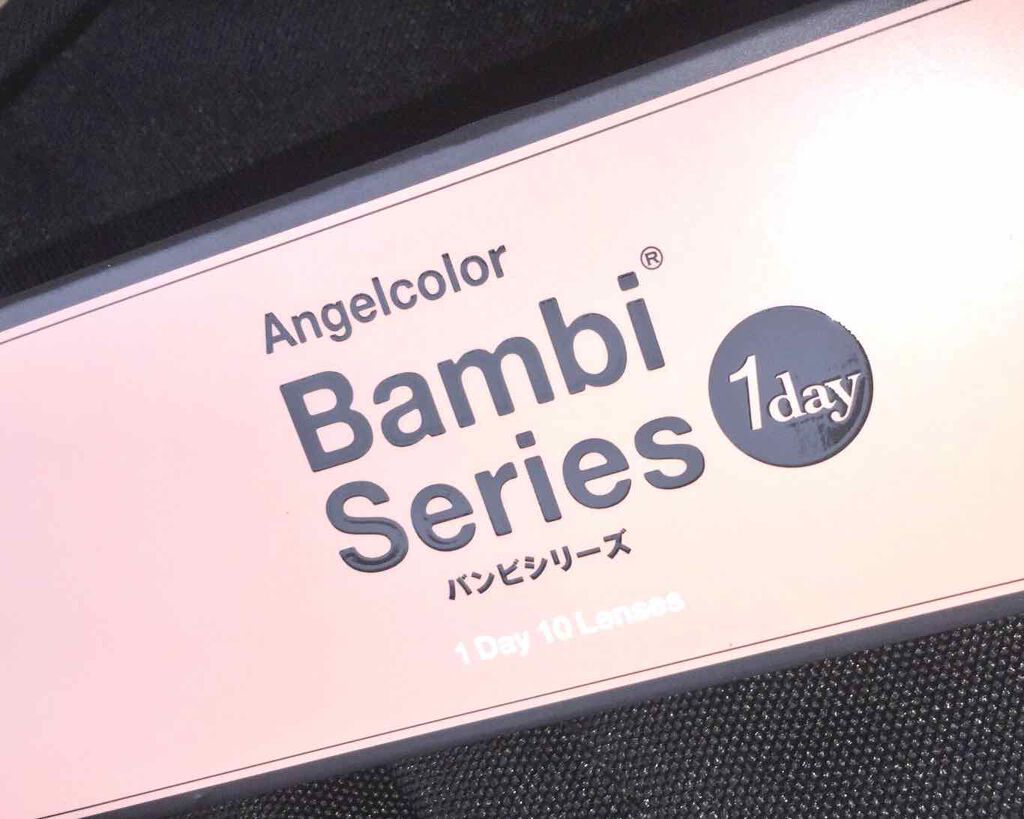 Angelcolor
Bambi®
Series
1day
バンビシリーズ
1 Day 10 Lenses